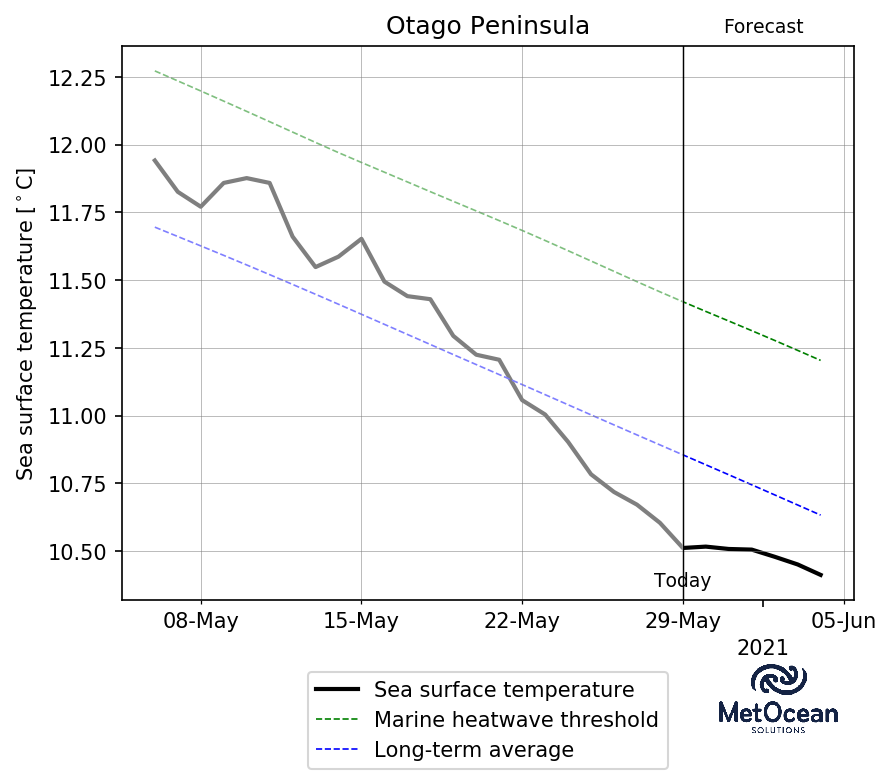 Otago Peninsula
Forecast
12.25
12.00
11.75
11.50
11.25
11.00
10.75
10.50
Sea surface temperature [°C]
Today
08-May 15-May 22-May 29-May 05-Jun
2021
Sea surface temperature
Marine heatwave threshold
Long-term average
MetOcean
SOLUTIONS